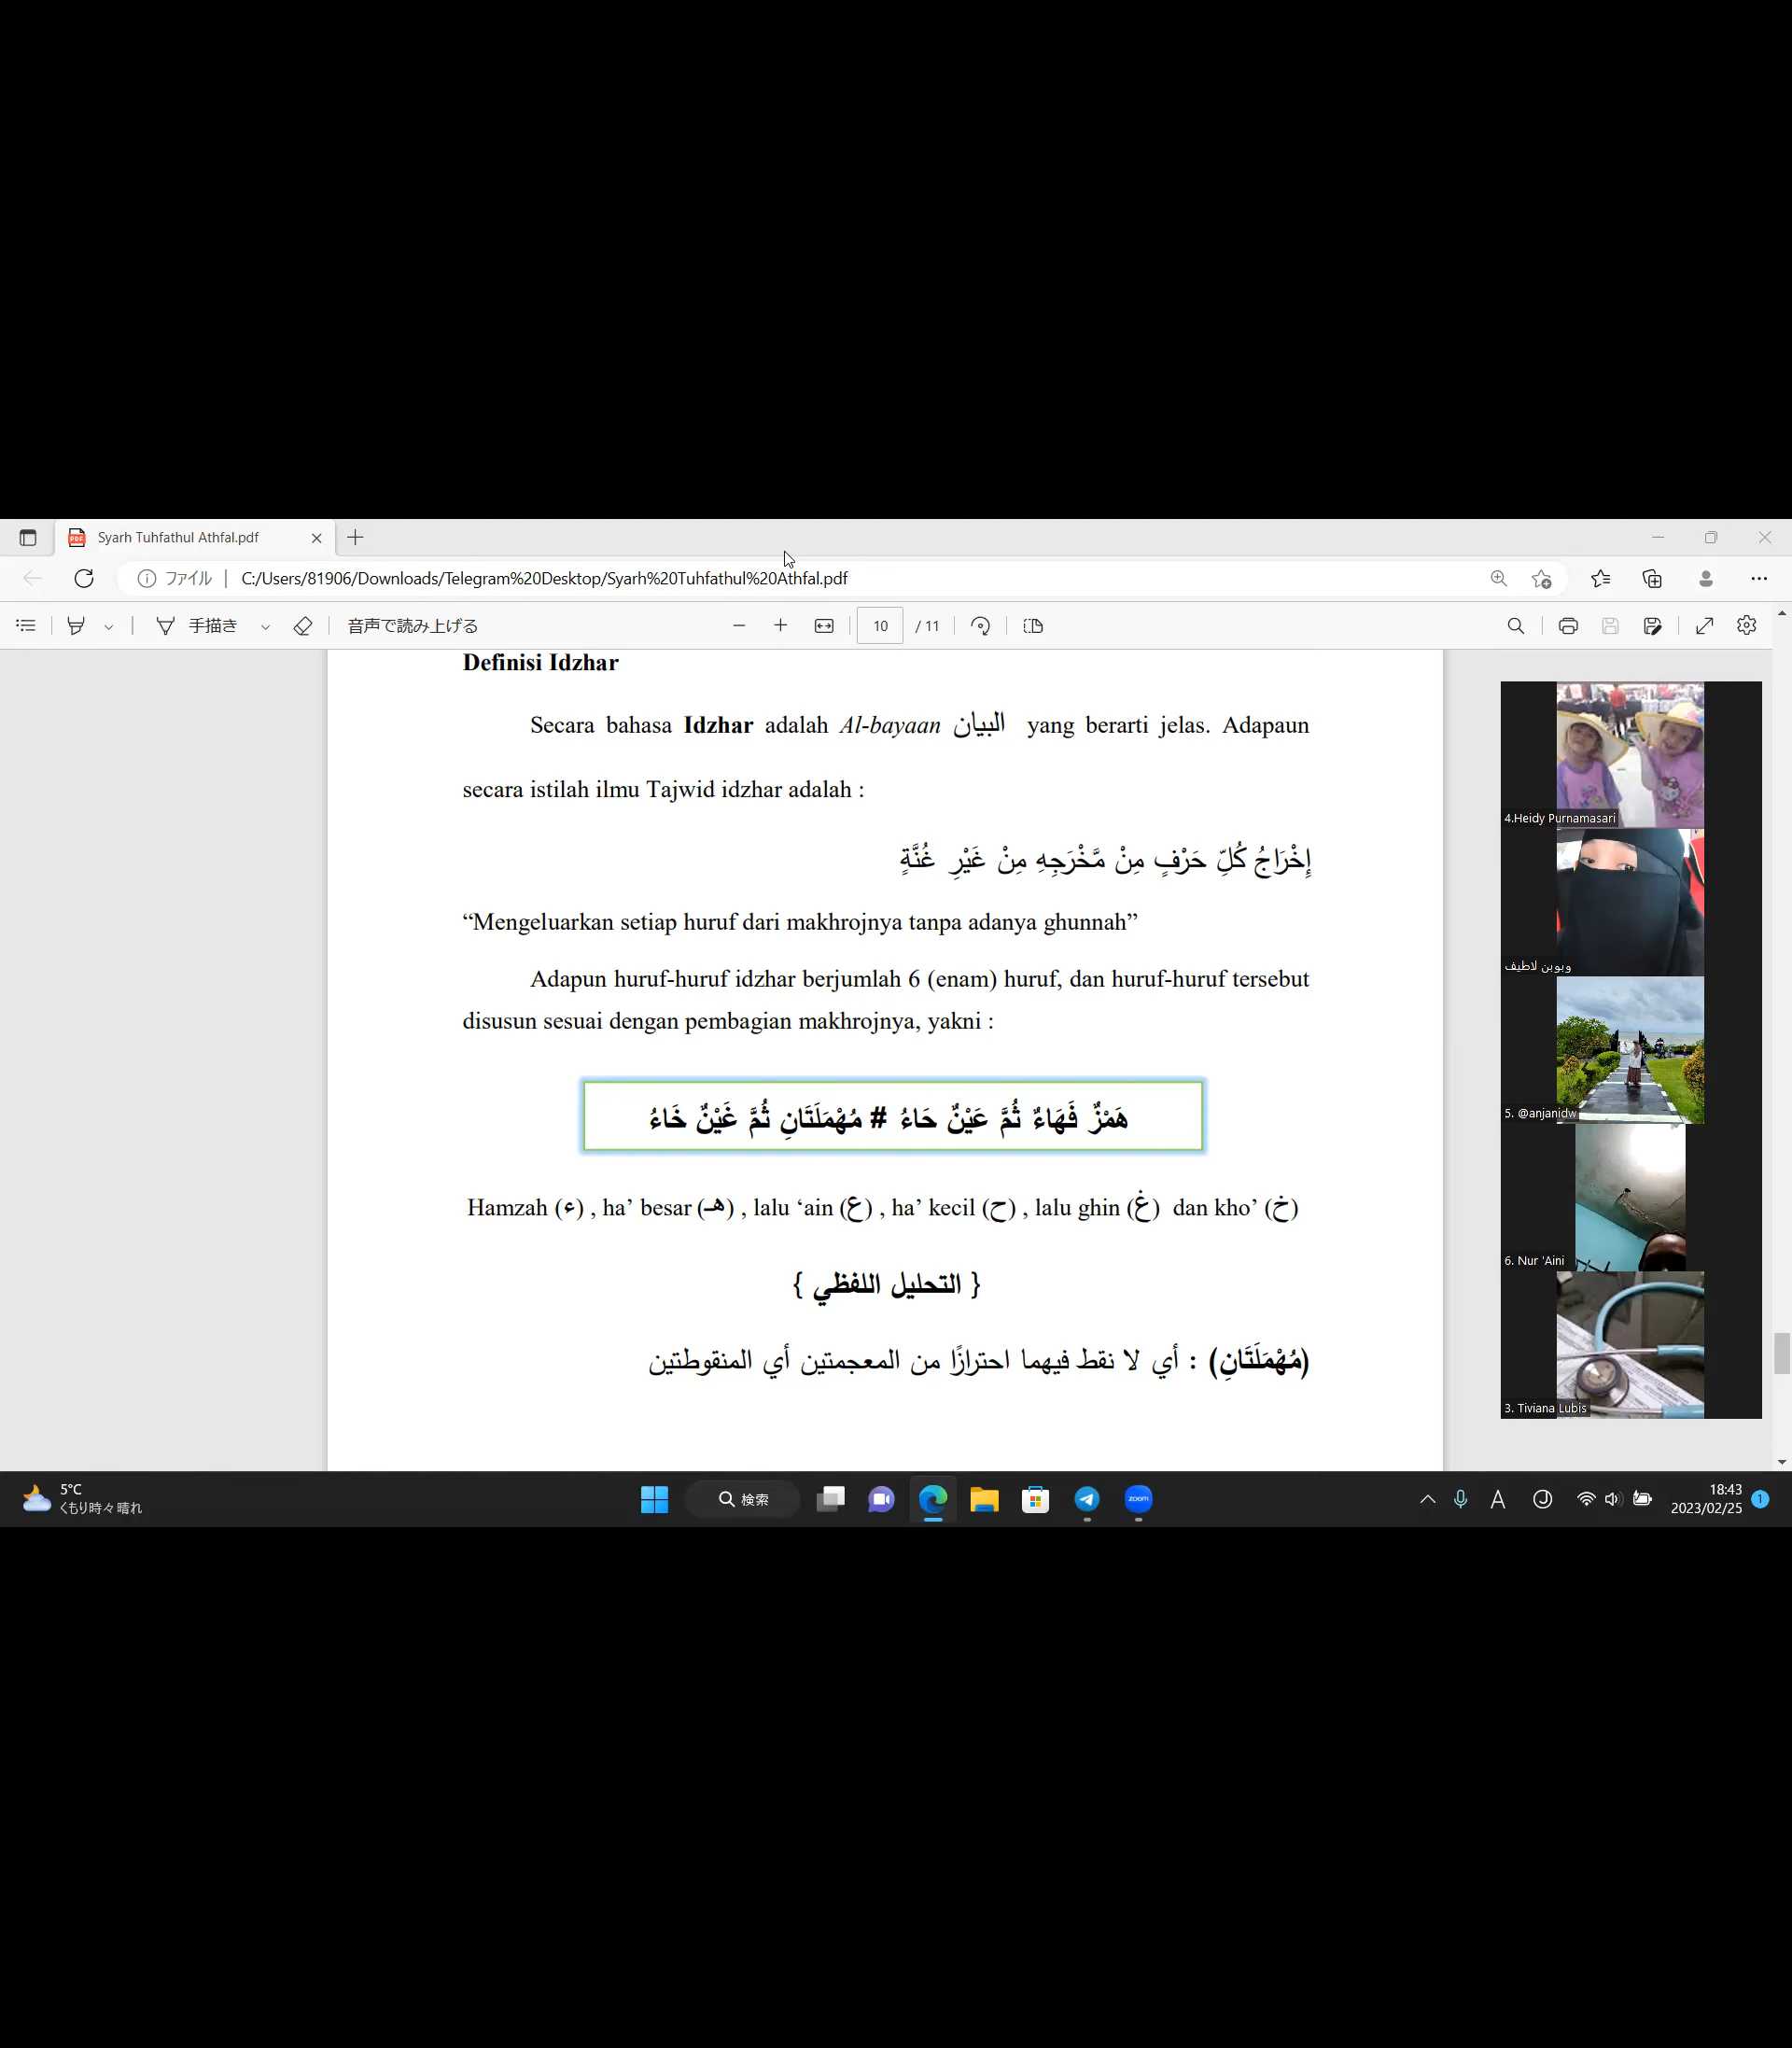 Syarh Tuhfathul Athfal.pdf
ファイル | C:/Users/81906/Downloads/Telegram%20Desktop/Syarh%20Tuhfathul%20Athfal.pdf
手描き 音声で読み上げる 10 / 11
Definisi Idzhar
Secara bahasa Idzhar adalah Al-bayaan البيان yang berarti jelas. Adapaun
secara istilah ilmu Tajwid idzhar adalah :
إِخْرَاجُ كُلِّ حَرْفٍ مِنْ مَّخْرَجِهِ مِنْ غَيْرِ غُنَّةٍ
“Mengeluarkan setiap huruf dari makhrojnya tanpa adanya ghunnah”
Adapun huruf-huruf idzhar berjumlah 6 (enam) huruf, dan huruf-huruf tersebut
disusun sesuai dengan pembagian makhrojnya, yakni :
هَمْزٌ فَهَاءٌ ثُمَّ عَيْنٌ حَاءُ # مُهْمَلَتَانِ ثُمَّ غَيْنٌ خَاءُ
Hamzah (ء) , ha’ besar (هـ) , lalu ‘ain (ع) , ha’ kecil (ح) , lalu ghin (غ) dan kho’ (خ)
{ التحليل اللفظي }
(مُهْمَلَتَانِ) : أي لا نقط فيهما احترازًا من المعجمتين أي المنقوطتين
4.Heidy Purnamasari
وبوبن لاطيف
5. @anjanidw
6. Nur 'Aini
3. Tiviana Lubis
5°C
くもり時々晴れ
検索
zoom
A
18:43
2023/02/25
1